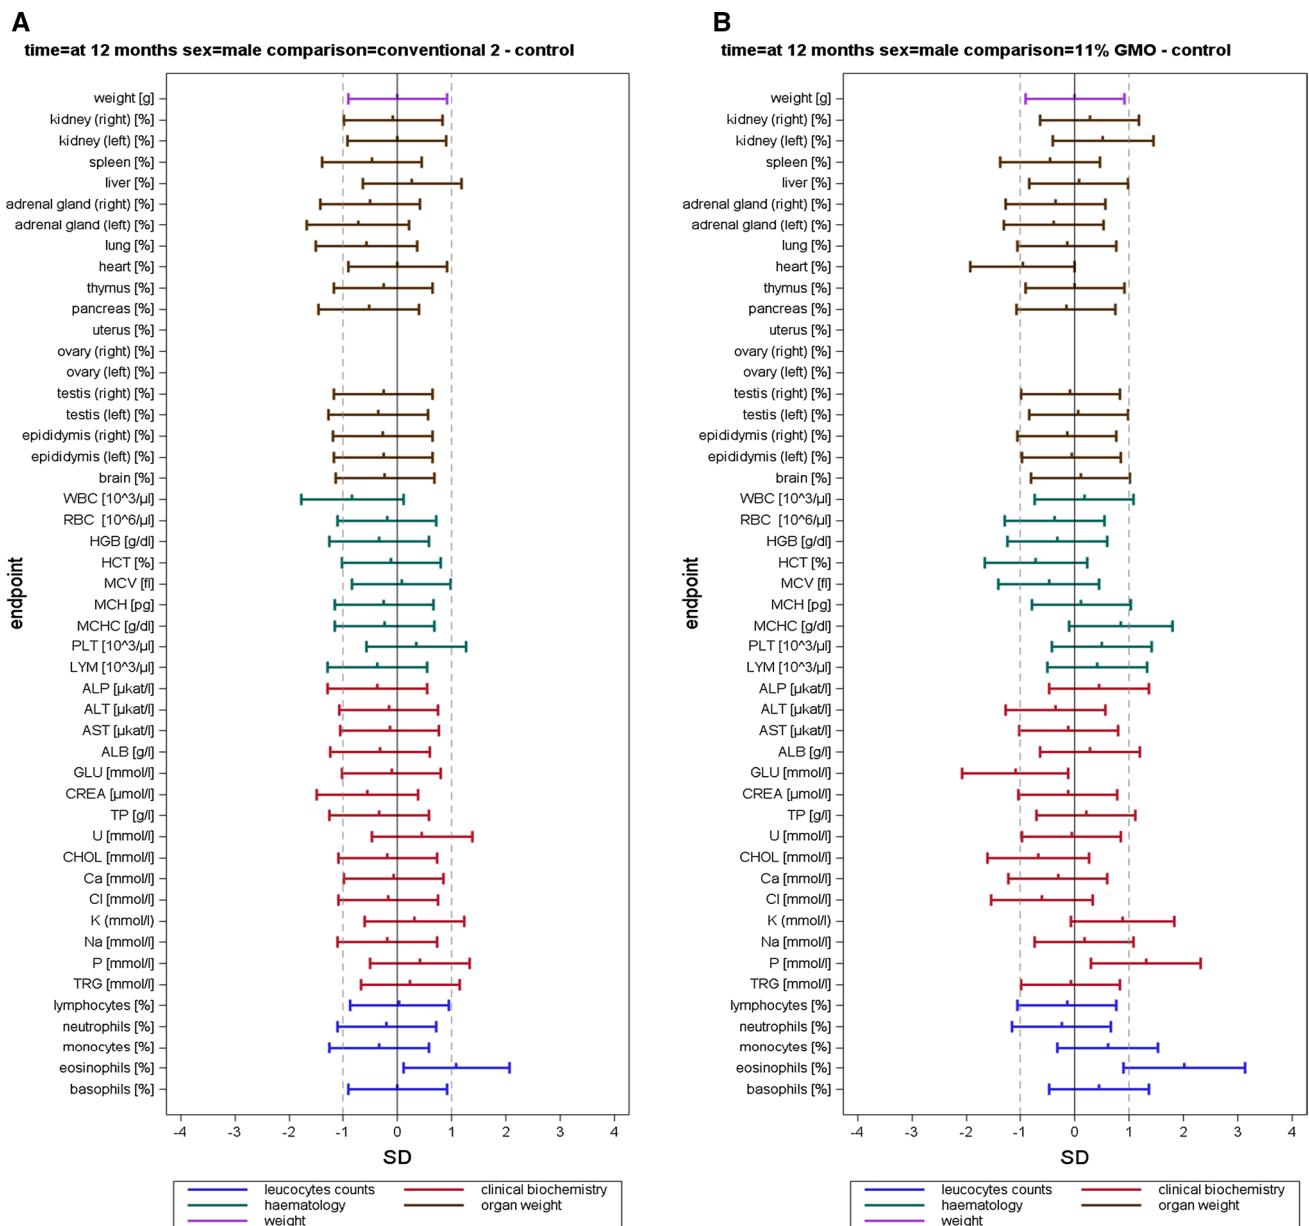 A
time=at 12 months sex=male comparison=conventional 2 - control
endpoint
weight [g]
kidney (right) [%]
kidney (left) [%]
spleen [%]
liver [%]
adrenal gland (right) [%]
adrenal gland (left) [%]
lung [%]
heart [%]
thymus [%]
pancreas [%]
uterus [%]
ovary (right) [%]
ovary (left) [%]
testis (right) [%]
testis (left) [%]
epididymis (right) [%]
epididymis (left) [%]
brain [%]
WBC [10^3/µl]
RBC [10^6/µl]
HGB [g/dl]
HCT [%]
MCV [fl]
MCH [pg]
MCHC [g/dl]
PLT [10^3/µl]
LYM [10^3/µl]
ALP [µkat/l]
ALT [µkat/l]
AST [µkat/l]
ALB [g/l]
GLU [mmol/l]
CREA [µmol/l]
TP [g/l]
U [mmol/l]
CHOL [mmol/l]
Ca [mmol/l]
Cl [mmol/l]
K (mmol/l)
Na [mmol/l]
P [mmol/l]
TRG [mmol/l]
lymphocytes [%]
neutrophils [%]
monocytes [%]
eosinophils [%]
basophils [%]
-4 -3 -2 -1 0 1 2 3 4
SD
leucocytes counts clinical biochemistry
haematology organ weight
weight
B
time=at 12 months sex=male comparison=11% GMO - control
endpoint
weight [g]
kidney (right) [%]
kidney (left) [%]
spleen [%]
liver [%]
adrenal gland (right) [%]
adrenal gland (left) [%]
lung [%]
heart [%]
thymus [%]
pancreas [%]
uterus [%]
ovary (right) [%]
ovary (left) [%]
testis (right) [%]
testis (left) [%]
epididymis (right) [%]
epididymis (left) [%]
brain [%]
WBC [10^3/µl]
RBC [10^6/µl]
HGB [g/dl]
HCT [%]
MCV [fl]
MCH [pg]
MCHC [g/dl]
PLT [10^3/µl]
LYM [10^3/µl]
ALP [µkat/l]
ALT [µkat/l]
AST [µkat/l]
ALB [g/l]
GLU [mmol/l]
CREA [µmol/l]
TP [g/l]
U [mmol/l]
CHOL [mmol/l]
Ca [mmol/l]
Cl [mmol/l]
K (mmol/l)
Na [mmol/l]
P [mmol/l]
TRG [mmol/l]
lymphocytes [%]
neutrophils [%]
monocytes [%]
eosinophils [%]
basophils [%]
-4 -3 -2 -1 0 1 2 3 4
SD
leucocytes counts clinical biochemistry
haematology organ weight
weight